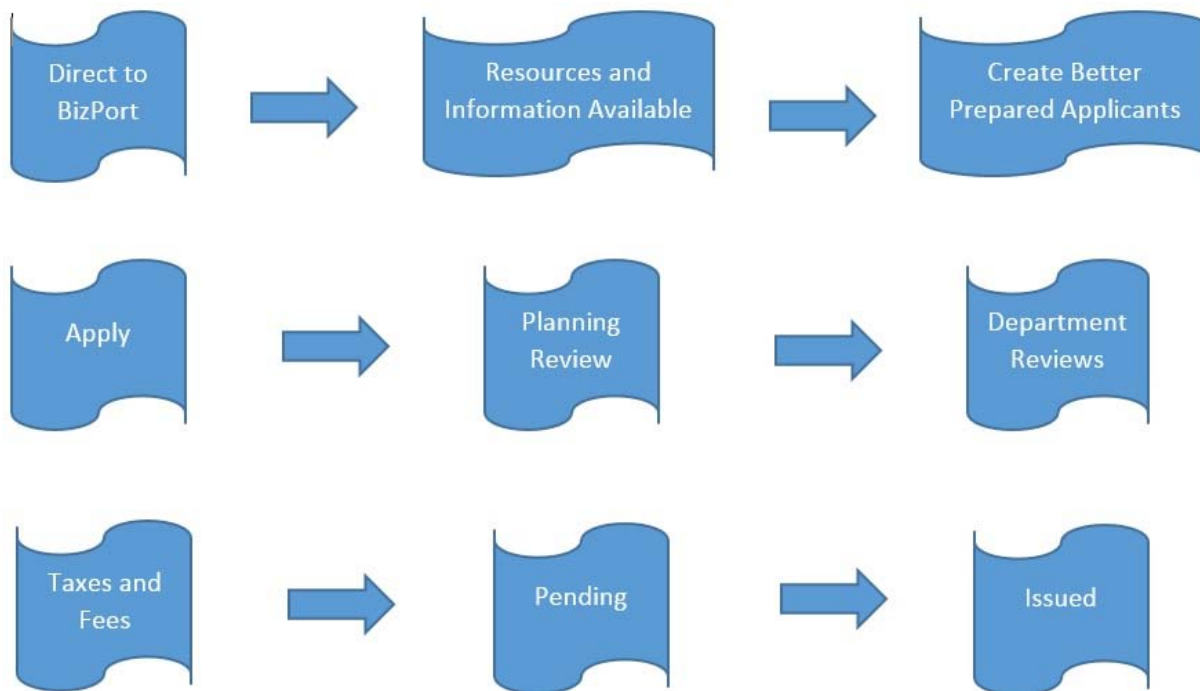 Direct to
BizPort
Resources and
Information Available
Create Better
Prepared Applicants
Apply
Planning
Review
Department
Reviews
Taxes and
Fees
Pending
Issued